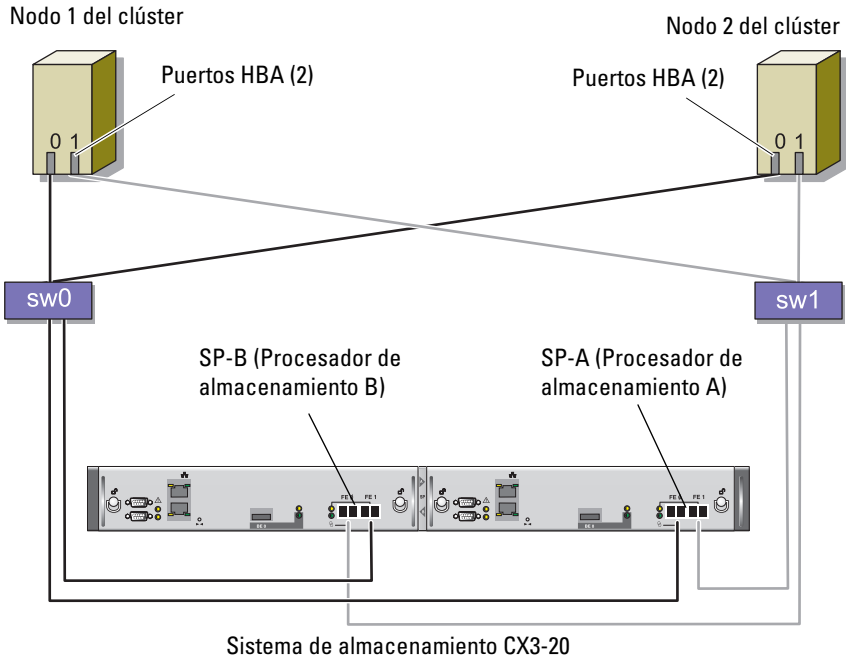 Nodo 1 del clúster
Nodo 2 del clúster
Puertos HBA (2)
Puertos HBA (2)
0 1
0 1
sw0
sw1
SP-B (Procesador de
almacenamiento B)
SP-A (Procesador de
almacenamiento A)
FE 1
SP
FE 0 FE 1
Sistema de almacenamiento CX3-20